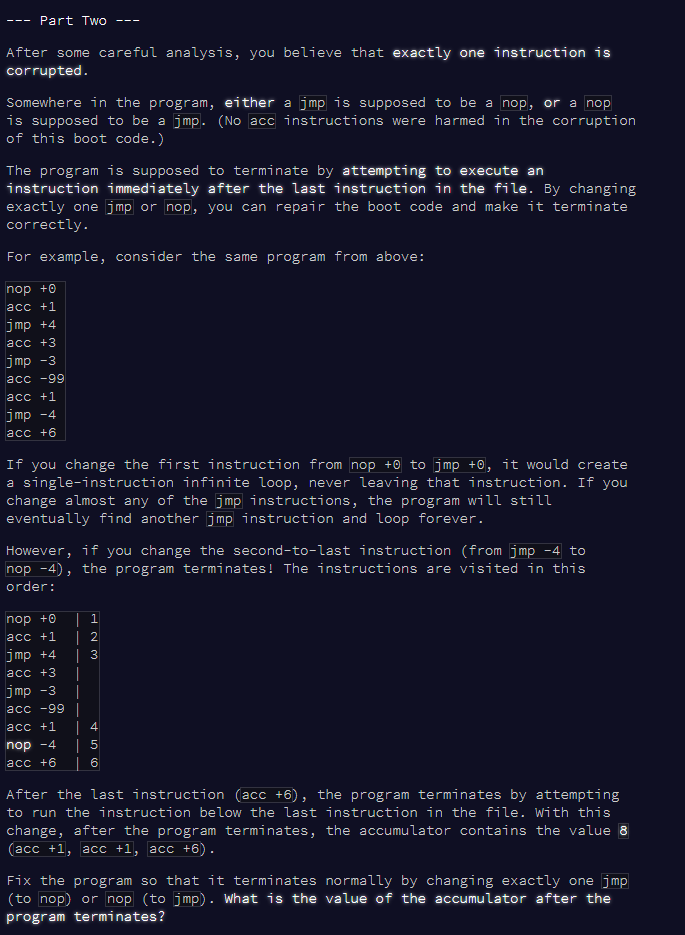 --- Part Two ---
After some careful analysis, you believe that exactly one instruction is
corrupted.
Somewhere in the program, either a jmp is supposed to be a nop, or a nop
is supposed to be a jmp. (No acc instructions were harmed in the corruption
of this boot code.)
The program is supposed to terminate by attempting to execute an
instruction immediately after the last instruction in the file. By changing
exactly one jmp or nop, you can repair the boot code and make it terminate
correctly.
For example, consider the same program from above:
nop +0
acc +1
jmp +4
acc +3
jmp -3
acc -99
acc +1
jmp -4
acc +6
If you change the first instruction from nop +0 to jmp +0, it would create
a single-instruction infinite loop, never leaving that instruction. If you
change almost any of the jmp instructions, the program will still
eventually find another jmp instruction and loop forever.
However, if you change the second-to-last instruction (from jmp -4 to
nop -4), the program terminates! The instructions are visited in this
order:
nop +0  | 1
acc +1  | 2
jmp +4  | 3
acc +3  |
jmp -3  |
acc -99 |
acc +1  | 4
nop -4  | 5
acc +6  | 6
After the last instruction (acc +6), the program terminates by attempting
to run the instruction below the last instruction in the file. With this
change, after the program terminates, the accumulator contains the value 8
(acc +1, acc +1, acc +6).
Fix the program so that it terminates normally by changing exactly one jmp
(to nop) or nop (to jmp). What is the value of the accumulator after the
program terminates?